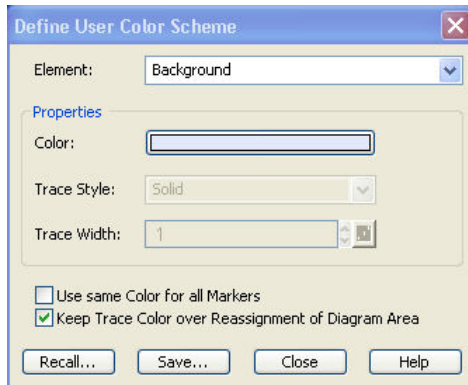 Define User Color Scheme
Element: Background
Properties
Color:
Trace Style: Solid
Trace Width: 1
Use same Color for all Markers
Keep Trace Color over Reassignment of Diagram Area
Recall... Save... Close Help